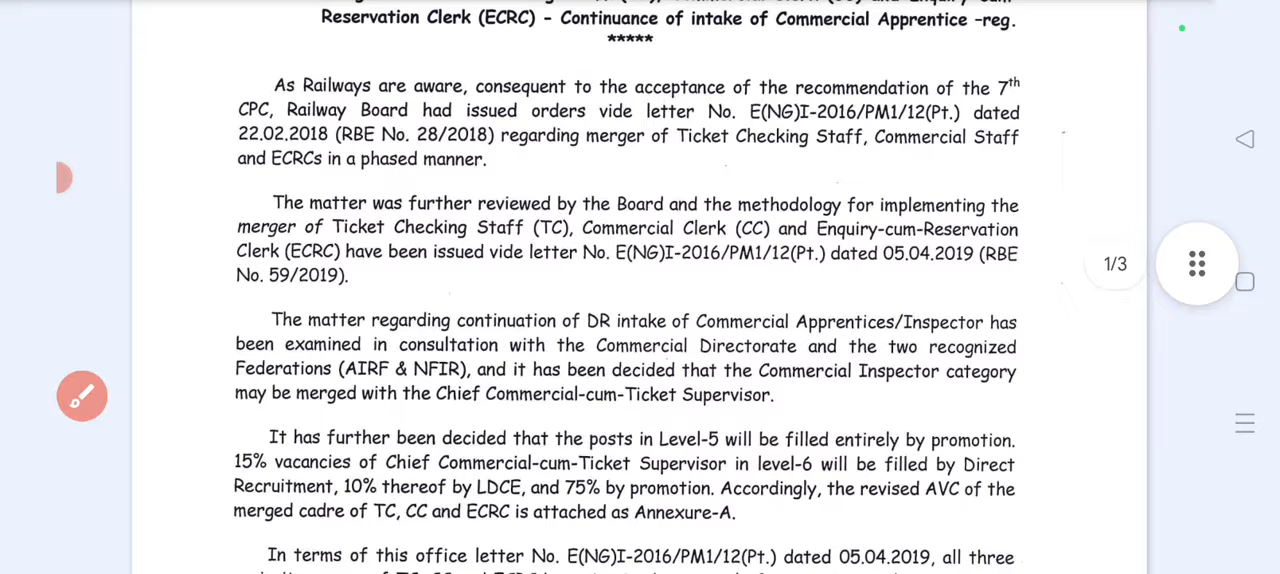 Reservation Clerk (ECRC) - Continuance of intake of Commercial Apprentice –reg.
*****
As Railways are aware, consequent to the acceptance of the recommendation of the 7th
CPC, Railway Board had issued orders vide letter No. E(NG)I-2016/PM1/12(Pt.) dated
22.02.2018 (RBE No. 28/2018) regarding merger of Ticket Checking Staff, Commercial Staff
and ECRCs in a phased manner.
The matter was further reviewed by the Board and the methodology for implementing the
merger of Ticket Checking Staff (TC), Commercial Clerk (CC) and Enquiry-cum-Reservation
Clerk (ECRC) have been issued vide letter No. E(NG)I-2016/PM1/12(Pt.) dated 05.04.2019 (RBE
No. 59/2019).
1/3
The matter regarding continuation of DR intake of Commercial Apprentices/Inspector has
been examined in consultation with the Commercial Directorate and the two recognized
Federations (AIRF & NFIR), and it has been decided that the Commercial Inspector category
may be merged with the Chief Commercial-cum-Ticket Supervisor.
It has further been decided that the posts in Level-5 will be filled entirely by promotion.
15% vacancies of Chief Commercial-cum-Ticket Supervisor in level-6 will be filled by Direct
Recruitment, 10% thereof by LDCE, and 75% by promotion. Accordingly, the revised AVC of the
merged cadre of TC, CC and ECRC is attached as Annexure-A.
In terms of this office letter No. E(NG)I-2016/PM1/12(Pt.) dated 05.04.2019, all three